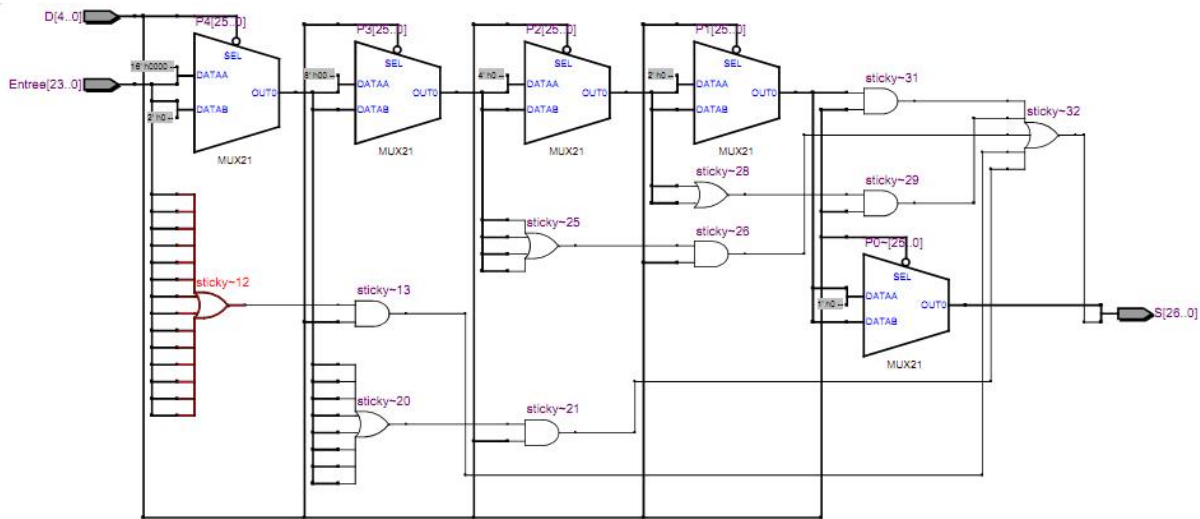 D[4..0]
P4[25..0]
P3[25..0]
P2[25..0]
P1[25..0]
SEL
SEL
SEL
SEL
sticky~31
16' h0000 --
8' h00 --
4' h0 --
2' h0 --
Entree[23..0]
DATAA
DATAA
DATAA
DATAA
OUT0
OUT0
OUT0
OUT0
sticky~32
DATAB
DATAB
DATAB
DATAB
2' h0 --
MUX21
MUX21
MUX21
MUX21
sticky~28
sticky~29
sticky~25
sticky~26
P0~[25..0]
SEL
sticky~12
sticky~13
DATAA
OUT0
1' h0 --
DATAB
S[26..0]
MUX21
sticky~20
sticky~21